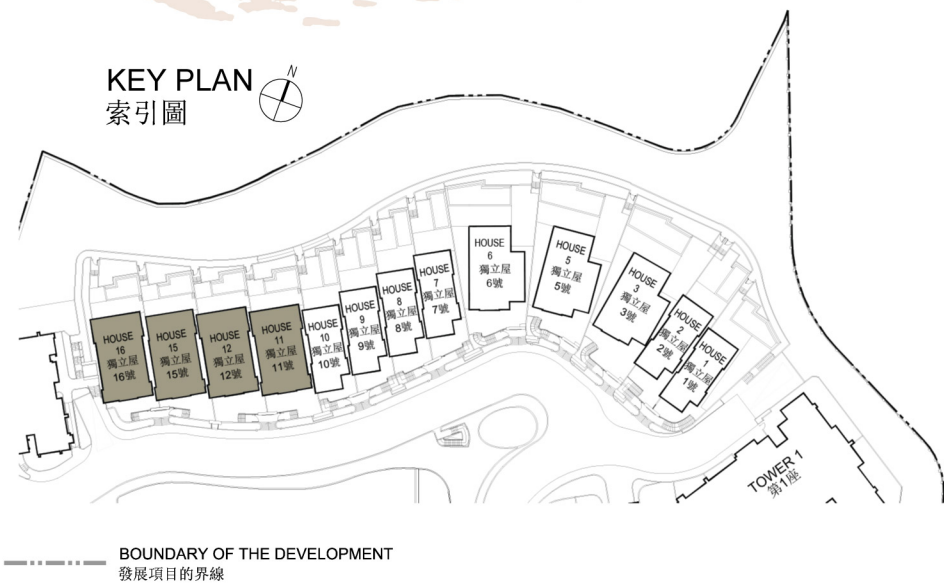 KEY PLAN
索引圖
N
HOUSE
16
獨立屋
16號
HOUSE
15
獨立屋
15號
HOUSE
12
獨立屋
12號
HOUSE
11
獨立屋
11號
HOUSE
10
獨立屋
10號
HOUSE
9
獨立屋
9號
HOUSE
8
獨立屋
8號
HOUSE
7
獨立屋
7號
HOUSE
6
獨立屋
6號
HOUSE
5
獨立屋
5號
HOUSE
3
獨立屋
3號
HOUSE
2
獨立屋
2號
HOUSE
1
獨立屋
1號
TOWER 1
第1座
BOUNDARY OF THE DEVELOPMENT
發展項目的界線